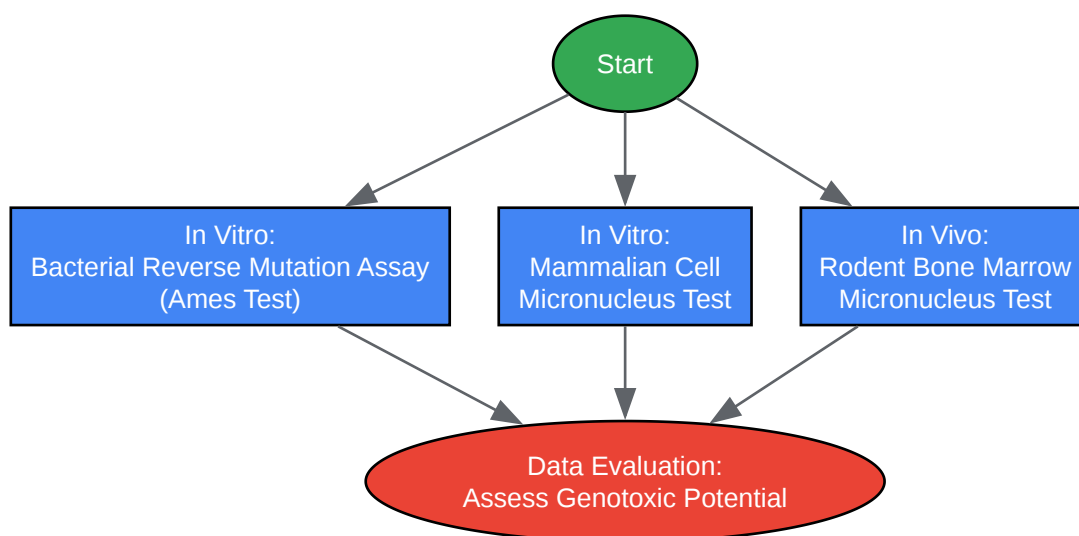 Start
In Vitro:
Bacterial Reverse Mutation Assay
(Ames Test)
In Vitro:
Mammalian Cell
Micronucleus Test
In Vivo:
Rodent Bone Marrow
Micronucleus Test
Data Evaluation:
Assess Genotoxic Potential